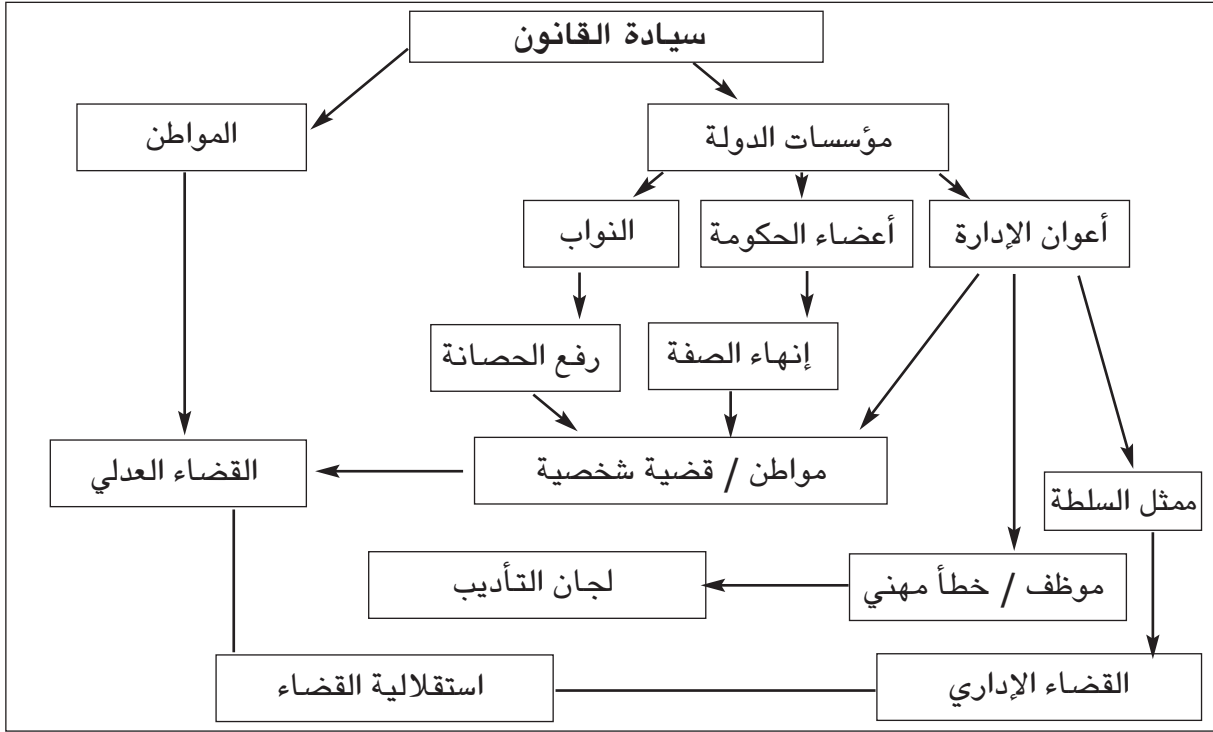 سيادة القانون
المواطن
مؤسسات الدولة
أعوان الإدارة
أعضاء الحكومة
النواب
إنهاء الصفة
رفع الحصانة
مواطن / قضية شخصية
القضاء العدلي
ممثل السلطة
موظف / خطأ مهني
لجان التأديب
القضاء الإداري
استقلالية القضاء